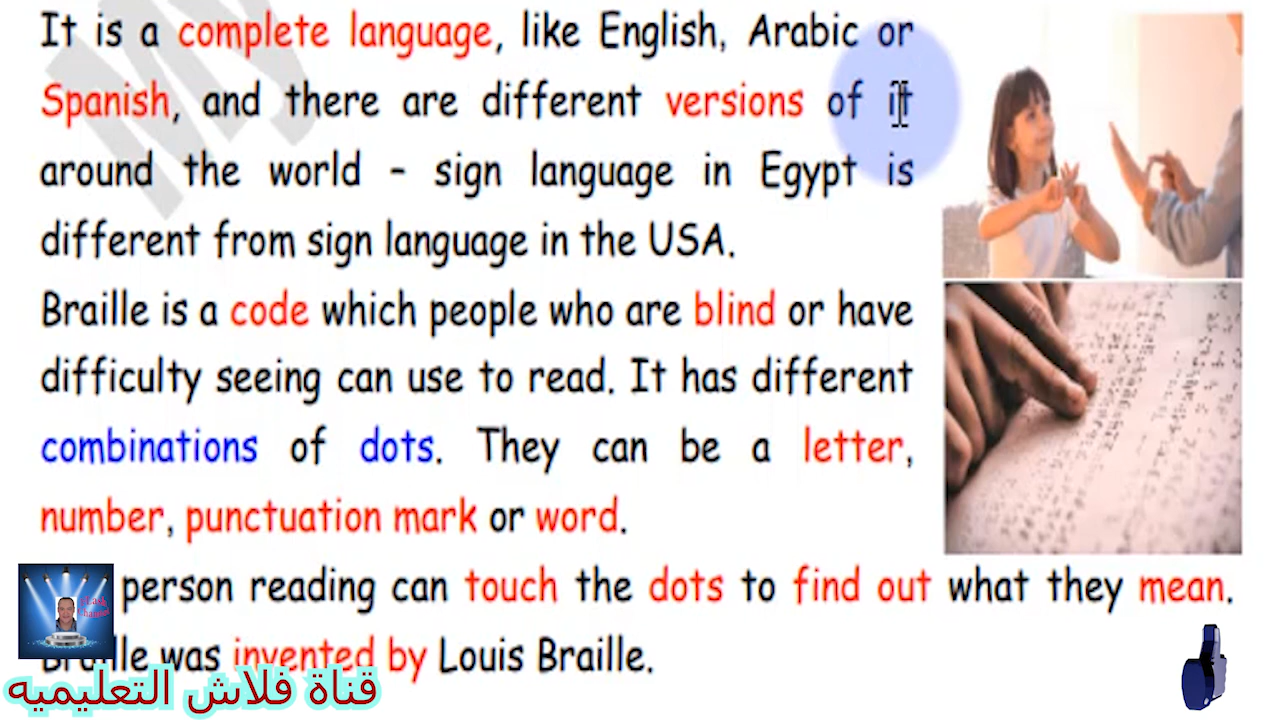 It is a complete language, like English, Arabic or
Spanish, and there are different versions of it
around the world – sign language in Egypt is
different from sign language in the USA.
Braille is a code which people who are blind or have
difficulty seeing can use to read. It has different
combinations of dots. They can be a letter,
number, punctuation mark or word.
person reading can touch the dots to find out what they mean.
Braille was invented by Louis Braille.
قناة فلاش التعليميه